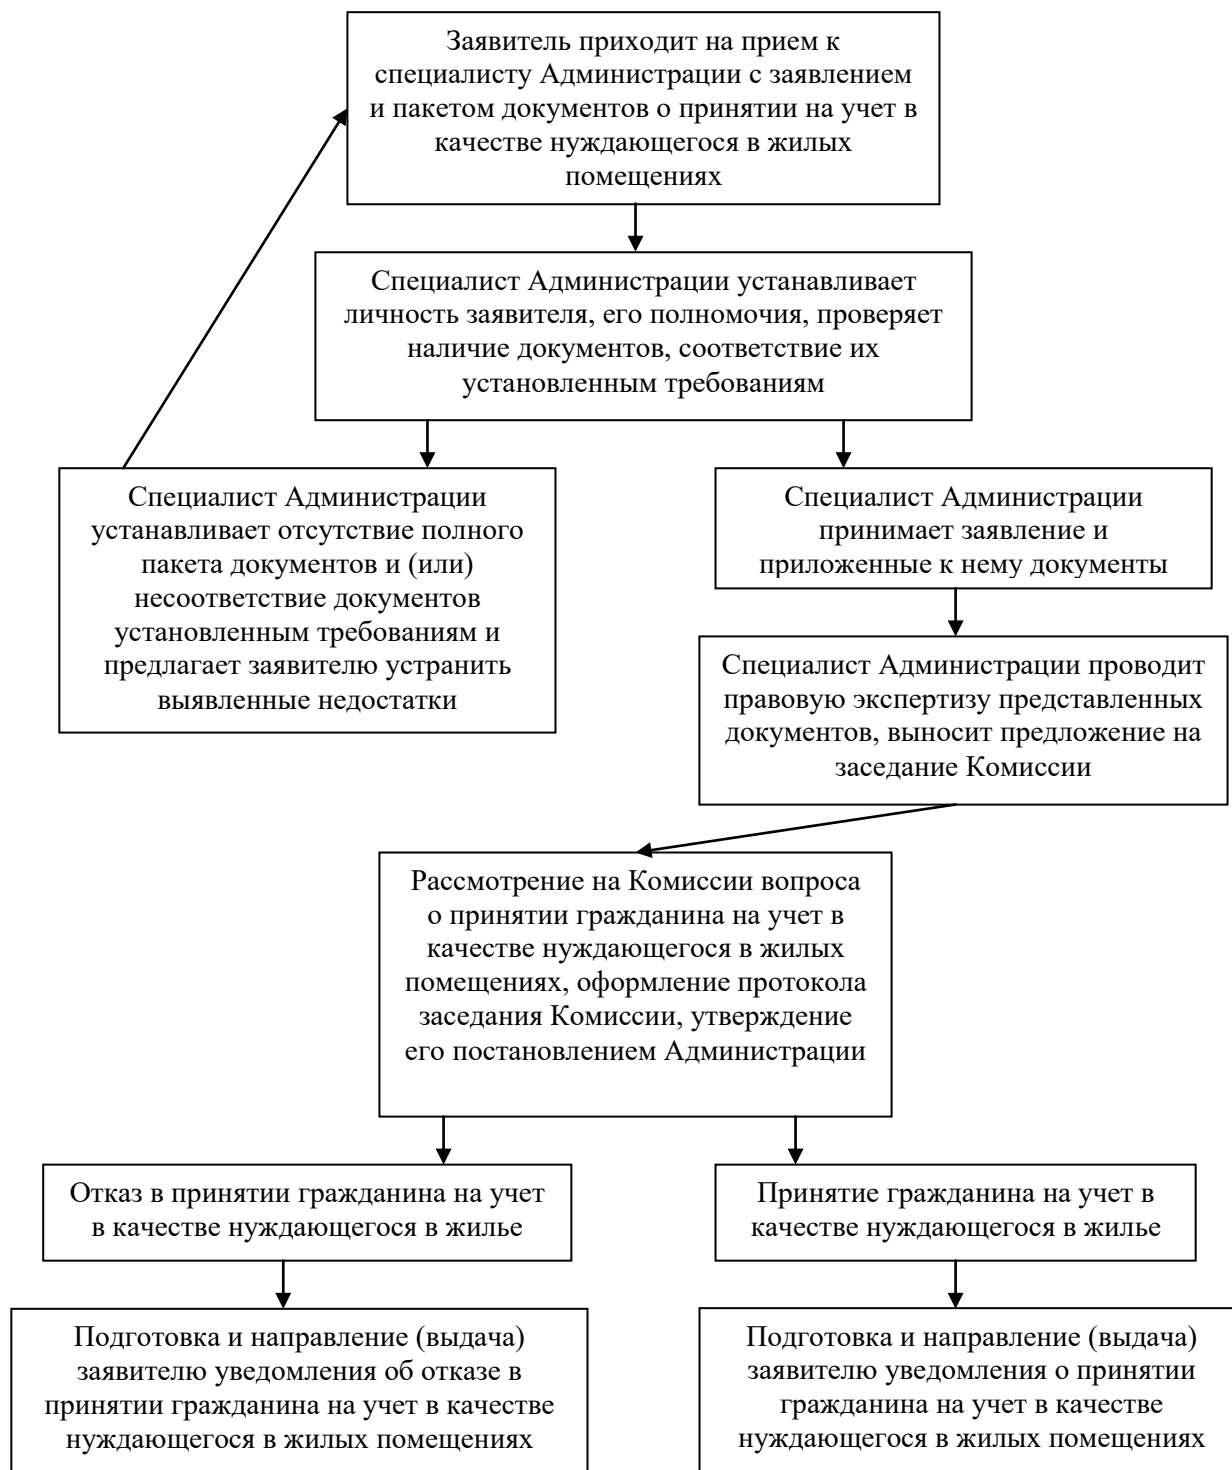 Заявитель приходит на прием к
специалисту Администрации с заявлением
и пакетом документов о принятии на учет в
качестве нуждающегося в жилых
помещениях
Специалист Администрации устанавливает
личность заявителя, его полномочия, проверяет
наличие документов, соответствие их
установленным требованиям
Специалист Администрации
устанавливает отсутствие полного
пакета документов и (или)
несоответствие документов
установленным требованиям и
предлагает заявителю устранить
выявленные недостатки
Специалист Администрации
принимает заявление и
приложенные к нему документы
Специалист Администрации проводит
правовую экспертизу представленных
документов, выносит предложение на
заседание Комиссии
Рассмотрение на Комиссии вопроса
о принятии гражданина на учет в
качестве нуждающегося в жилых
помещениях, оформление протокола
заседания Комиссии, утверждение
его постановлением Администрации
Отказ в принятии гражданина на учет
в качестве нуждающегося в жилье
Принятие гражданина на учет в
качестве нуждающегося в жилье
Подготовка и направление (выдача)
заявителю уведомления об отказе в
принятии гражданина на учет в качестве
нуждающегося в жилых помещениях
Подготовка и направление (выдача)
заявителю уведомления о принятии
гражданина на учет в качестве
нуждающегося в жилых помещениях